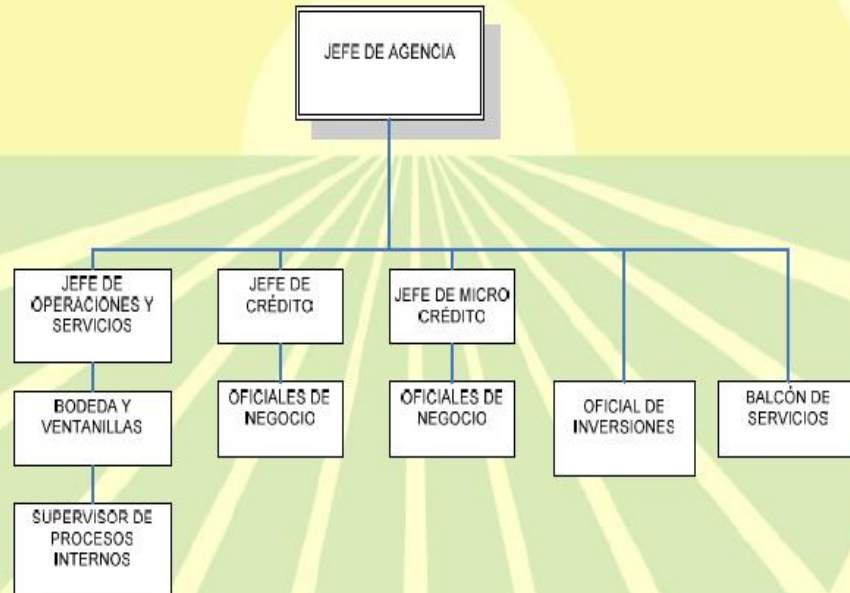 JEFE DE AGENCIA
JEFE DE
OPERACIONES Y
SERVICIOS
JEFE DE
CRÉDITO
JEFE DE MICRO
CRÉDITO
BODEDA Y
VENTANILLAS
OFICIALES DE
NEGOCIO
OFICIALES DE
NEGOCIO
OFICIAL DE
INVERSIONES
BALCÓN DE
SERVICIOS
SUPERVISOR DE
PROCESOS
INTERNOS